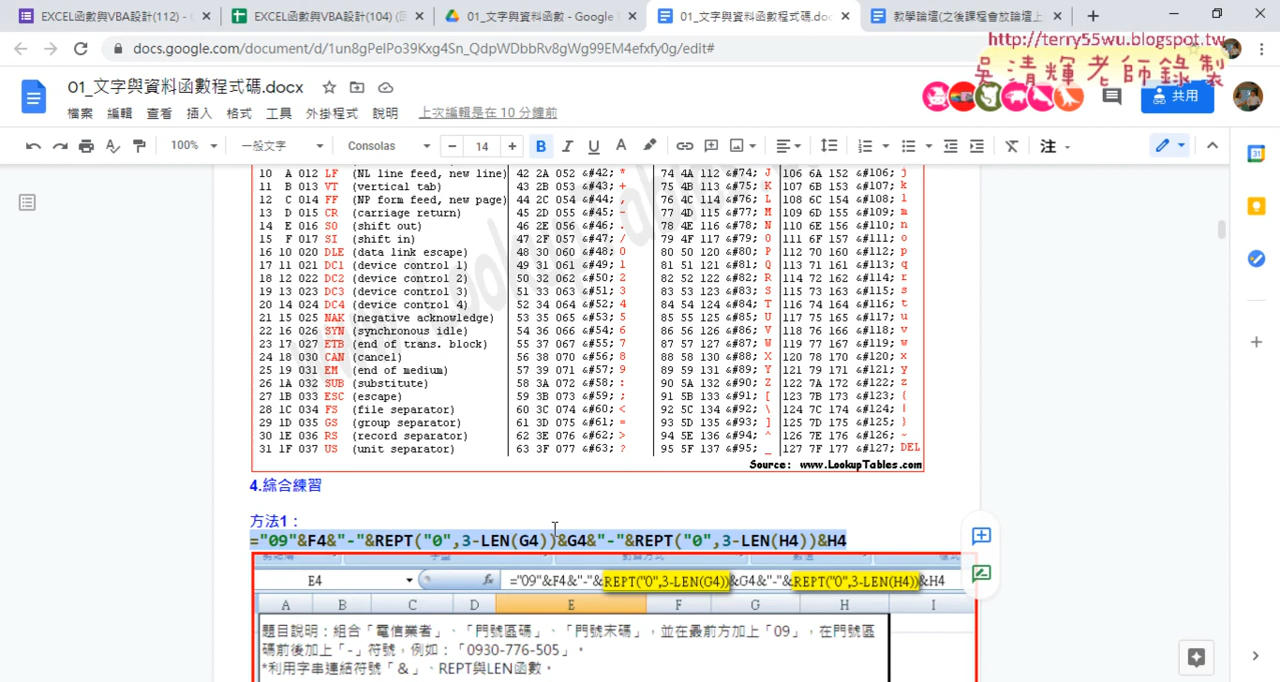 EXCEL函數與VBA設計(112) -
EXCEL函數與VBA設計(104) (
01_文字與資料函數 - Google
01_文字與資料函數程式碼.doc
教學論壇(之後課程會放論壇上
docs.google.com/document/d/1un8gPelPo39Kxg4Sn_QdpWDbbRv8gWg99EM4efxfy0g/edit#
http://terry55wu.blogspot.tw
吳清輝老師錄製
01_文字與資料函數程式碼.docx
共用
檔案 編輯 查看 插入 格式 工具 外掛程式 說明 上次編輯是在 10 分鐘前
100% 一般文字 Consolas 14 B I U A 注
10 A 012 LF (NL line feed, new line) 42 2A 052 &#42; * 74 4A 112 &#74; J 106 6A 152 &#106; j
11 B 013 VT (vertical tab) 43 2B 053 &#43; + 75 4B 113 &#75; K 107 6B 153 &#107; k
12 C 014 FF (NP form feed, new page) 44 2C 054 &#44; , 76 4C 114 &#76; L 108 6C 154 &#108; l
13 D 015 CR (carriage return) 45 2D 055 &#45; - 77 4D 115 &#77; M 109 6D 155 &#109; m
14 E 016 SO (shift out) 46 2E 056 &#46; . 78 4E 116 &#78; N 110 6E 156 &#110; n
15 F 017 SI (shift in) 47 2F 057 &#47; / 79 4F 117 &#79; O 111 6F 157 &#111; o
16 10 020 DLE (data link escape) 48 30 060 &#48; 0 80 50 120 &#80; P 112 70 160 &#112; p
17 11 021 DC1 (device control 1) 49 31 061 &#49; 1 81 51 121 &#81; Q 113 71 161 &#113; q
18 12 022 DC2 (device control 2) 50 32 062 &#50; 2 82 52 122 &#82; R 114 72 162 &#114; r
19 13 023 DC3 (device control 3) 51 33 063 &#51; 3 83 53 123 &#83; S 115 73 163 &#115; s
20 14 024 DC4 (device control 4) 52 34 064 &#52; 4 84 54 124 &#84; T 116 74 164 &#116; t
21 15 025 NAK (negative acknowledge) 53 35 065 &#53; 5 85 55 125 &#85; U 117 75 165 &#117; u
22 16 026 SYN (synchronous idle) 54 36 066 &#54; 6 86 56 126 &#86; V 118 76 166 &#118; v
23 17 027 ETB (end of trans. block) 55 37 067 &#55; 7 87 57 127 &#87; W 119 77 167 &#119; w
24 18 030 CAN (cancel) 56 38 070 &#56; 8 88 58 130 &#88; X 120 78 170 &#120; x
25 19 031 EM (end of medium) 57 39 071 &#57; 9 89 59 131 &#89; Y 121 79 171 &#121; y
26 1A 032 SUB (substitute) 58 3A 072 &#58; : 90 5A 132 &#90; Z 122 7A 172 &#122; z
27 1B 033 ESC (escape) 59 3B 073 &#59; ; 91 5B 133 &#91; [ 123 7B 173 &#123; {
28 1C 034 FS (file separator) 60 3C 074 &#60; < 92 5C 134 &#92; \ 124 7C 174 &#124; |
29 1D 035 GS (group separator) 61 3D 075 &#61; = 93 5D 135 &#93; ] 125 7D 175 &#125; }
30 1E 036 RS (record separator) 62 3E 076 &#62; > 94 5E 136 &#94; ^ 126 7E 176 &#126; ~
31 1F 037 US (unit separator) 63 3F 077 &#63; ? 95 5F 137 &#95; _ 127 7F 177 &#127; DEL
Source: www.LookupTables.com
4.綜合練習
方法1：
="09"&F4&"-"&REPT("0",3-LEN(G4))&G4&"-"&REPT("0",3-LEN(H4))&H4
E4 fx ="09"&F4&"-"&REPT("0",3-LEN(G4))&G4&"-"&REPT("0",3-LEN(H4))&H4
A B C D E F G H I
題目說明：組合「電信業者」、「門號區碼」、「門號末碼」，並在最前方加上「09」，在門號區
碼前後加上「-」符號，例如：「0930-776-505」。
*利用字串連結符號「&」、REPT與LEN函數。